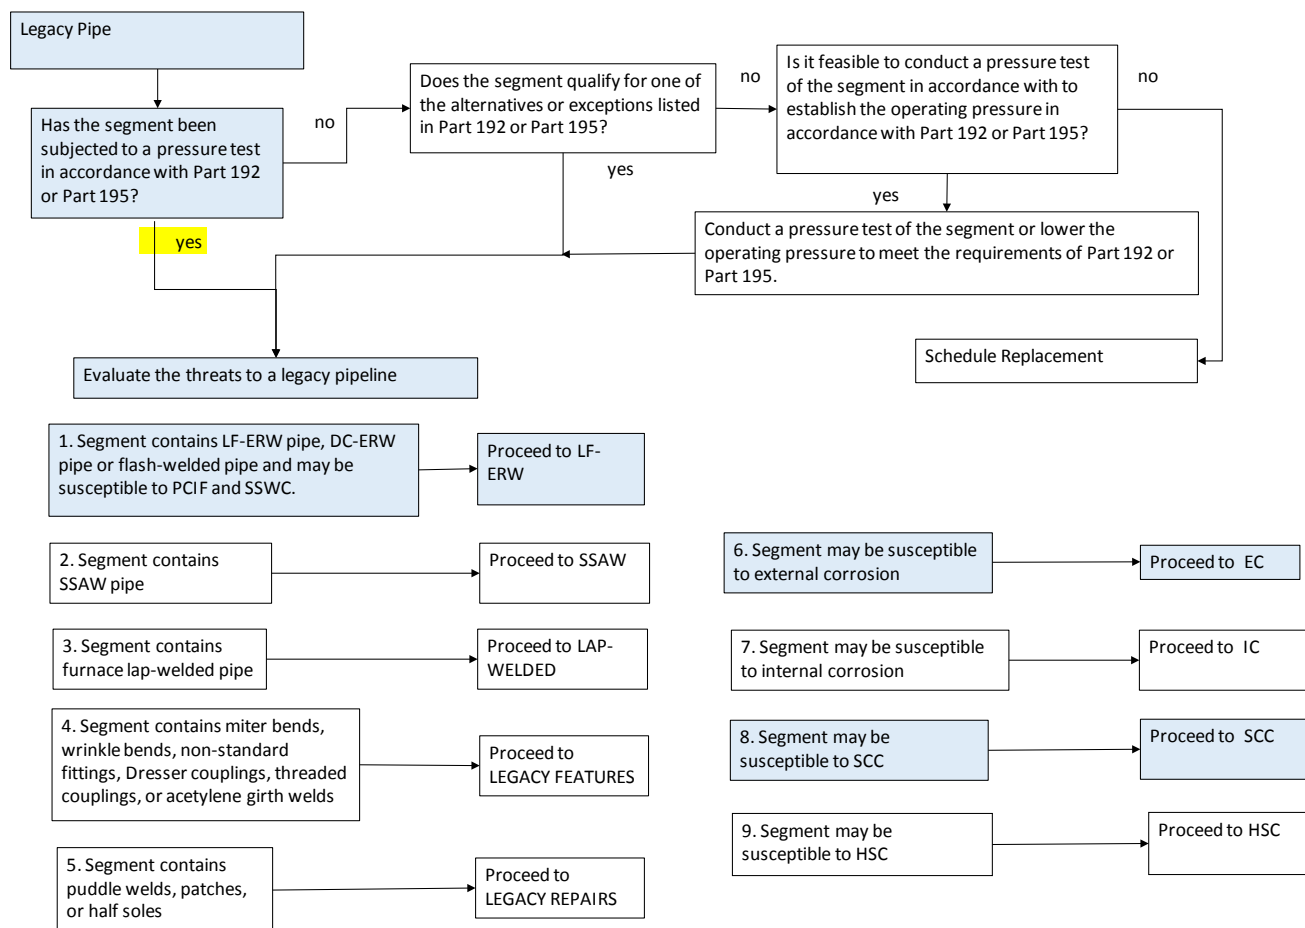 Legacy Pipe
Has the segment been
subjected to a pressure test
in accordance with Part 192
or Part 195?
no
yes
Does the segment qualify for one of
the alternatives or exceptions listed
in Part 192 or Part 195?
no
yes
Is it feasible to conduct a pressure test
of the segment in accordance with to
establish the operating pressure in
accordance with Part 192 or Part 195?
no
yes
Conduct a pressure test of the segment or lower the
operating pressure to meet the requirements of Part 192 or
Part 195.
Schedule Replacement
Evaluate the threats to a legacy pipeline
1. Segment contains LF-ERW pipe, DC-ERW
pipe or flash-welded pipe and may be
susceptible to PCIF and SSWC.
Proceed to LF-
ERW
2. Segment contains
SSAW pipe
Proceed to SSAW
3. Segment contains
furnace lap-welded pipe
Proceed to LAP-
WELDED
4. Segment contains miter bends,
wrinkle bends, non-standard
fittings, Dresser couplings, threaded
couplings, or acetylene girth welds
Proceed to
LEGACY FEATURES
5. Segment contains
puddle welds, patches,
or half soles
Proceed to
LEGACY REPAIRS
6. Segment may be susceptible
to external corrosion
Proceed to EC
7. Segment may be susceptible
to internal corrosion
Proceed to IC
8. Segment may be
susceptible to SCC
Proceed to SCC
9. Segment may be
susceptible to HSC
Proceed to HSC